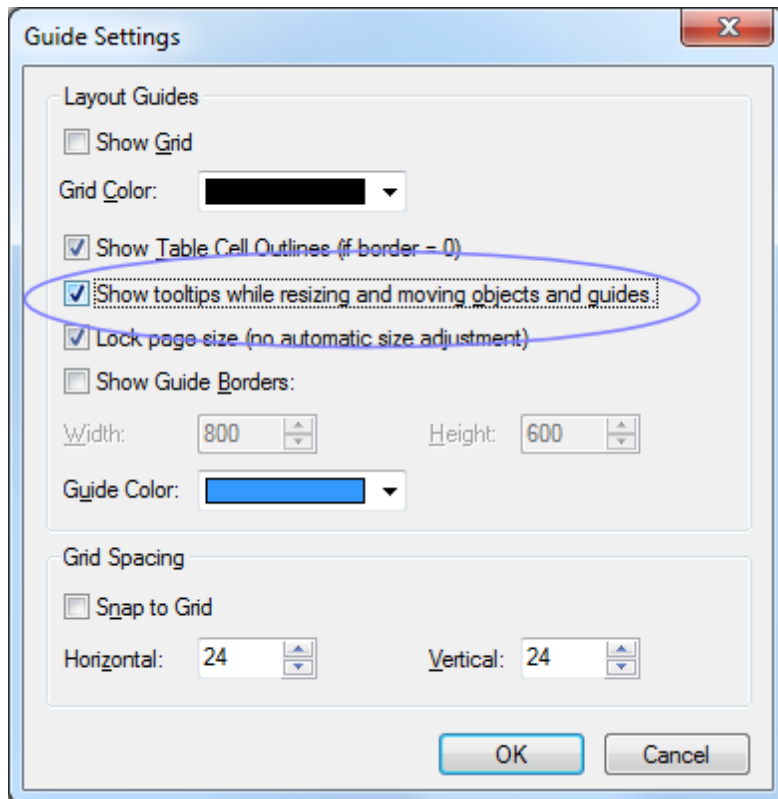 Guide Settings
Layout Guides
Show Grid
Grid Color:
Show Table Cell Outlines (if border = 0)
Show tooltips while resizing and moving objects and guides.
Lock page size (no automatic size adjustment)
Show Guide Borders:
Width: 800 Height: 600
Guide Color:
Grid Spacing
Snap to Grid
Horizontal: 24 Vertical: 24
OK Cancel